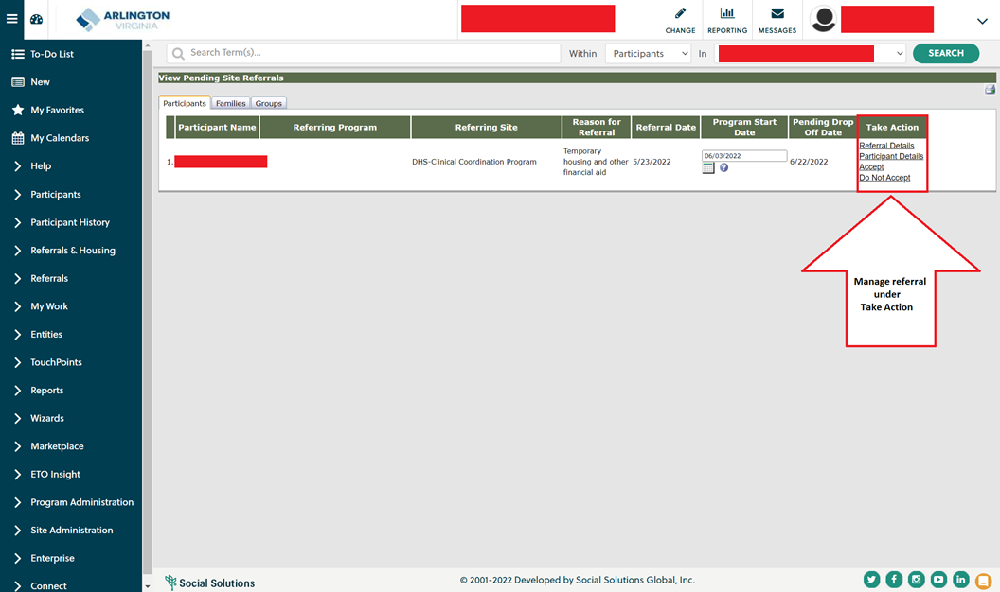 ARLINGTON
VIRGINIA
CHANGE
REPORTING
MESSAGES
To-Do List
New
My Favorites
My Calendars
Help
Participants
Participant History
Referrals & Housing
Referrals
My Work
Entities
TouchPoints
Reports
Wizards
Marketplace
ETO Insight
Program Administration
Site Administration
Enterprise
Connect
Search Term(s)...
Within
Participants
In
SEARCH
View Pending Site Referrals
Participants Families Groups
Participant Name Referring Program Referring Site Reason for Referral Referral Date Program Start Date Pending Drop Off Date Take Action
1. DHS-Clinical Coordination Program
Temporary
housing and other
financial aid
5/23/2022
06/03/2022
?
6/22/2022
Referral Details
Participant Details
Accept
Do Not Accept
Manage referral
under
Take Action
Social Solutions
© 2001-2022 Developed by Social Solutions Global, Inc.